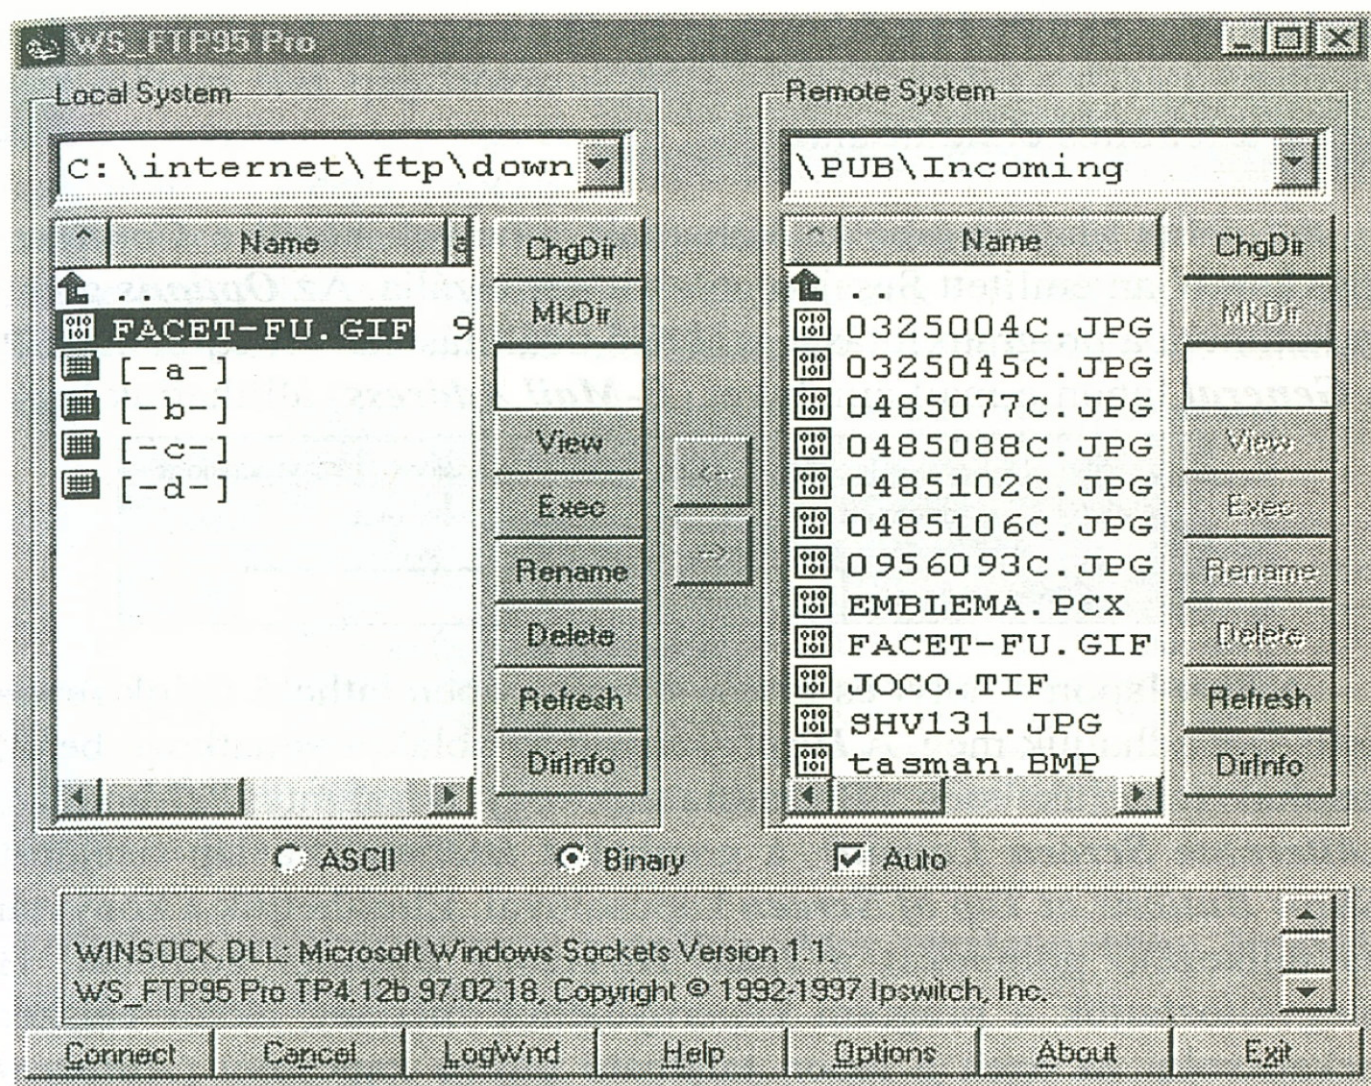 WS_FTP95 Pro
Local System
C:\internet\ftp\down
^ Name
..
FACET-FU.GIF 9
[-a-]
[-b-]
[-c-]
[-d-]
ChgDir
MkDir
View
Exec
Rename
Delete
Refresh
DirInfo
<--
-->
Remote System
\PUB\Incoming
^ Name
..
0325004C.JPG
0325045C.JPG
0485077C.JPG
0485088C.JPG
0485102C.JPG
0485106C.JPG
0956093C.JPG
EMBLEMA.PCX
FACET-FU.GIF
JOCO.TIF
SHV131.JPG
tasman.BMP
ChgDir
MkDir
View
Exec
Rename
Delete
Refresh
DirInfo
ASCII Binary Auto
WINSOCK.DLL: Microsoft Windows Sockets Version 1.1.
WS_FTP95 Pro TP4.12b 97.02.18, Copyright © 1992-1997 Ipswitch, Inc.
Connect Cancel LogWnd Help Options About Exit